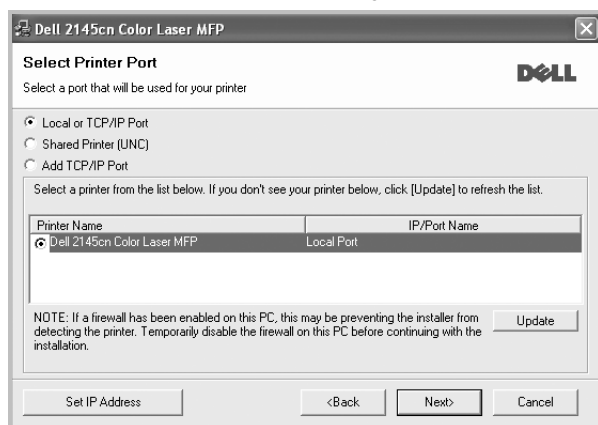 Dell 2145cn Color Laser MFP
Select Printer Port
Select a port that will be used for your printer
DELL
Local or TCP/IP Port
Shared Printer (UNC)
Add TCP/IP Port
Select a printer from the list below. If you don't see your printer below, click [Update] to refresh the list.
Printer Name IP/Port Name
Dell 2145cn Color Laser MFP Local Port
NOTE: If a firewall has been enabled on this PC, this may be preventing the installer from
detecting the printer. Temporarily disable the firewall on this PC before continuing with the
installation.
Update
Set IP Address <Back Next> Cancel